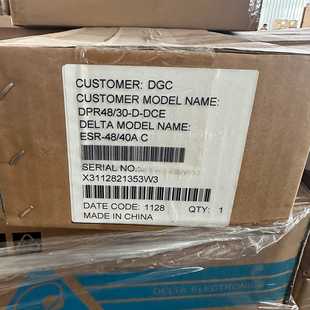 CUSTOMER: DGC
CUSTOMER MODEL NAME:
DPR48/30-D-DCE
DELTA MODEL NAME:
ESR-48/40A C
SERIAL NO.
X3112821353W3
DATE CODE: 1128 QTY: 1
MADE IN CHINA
DELTA ELECTRONICS